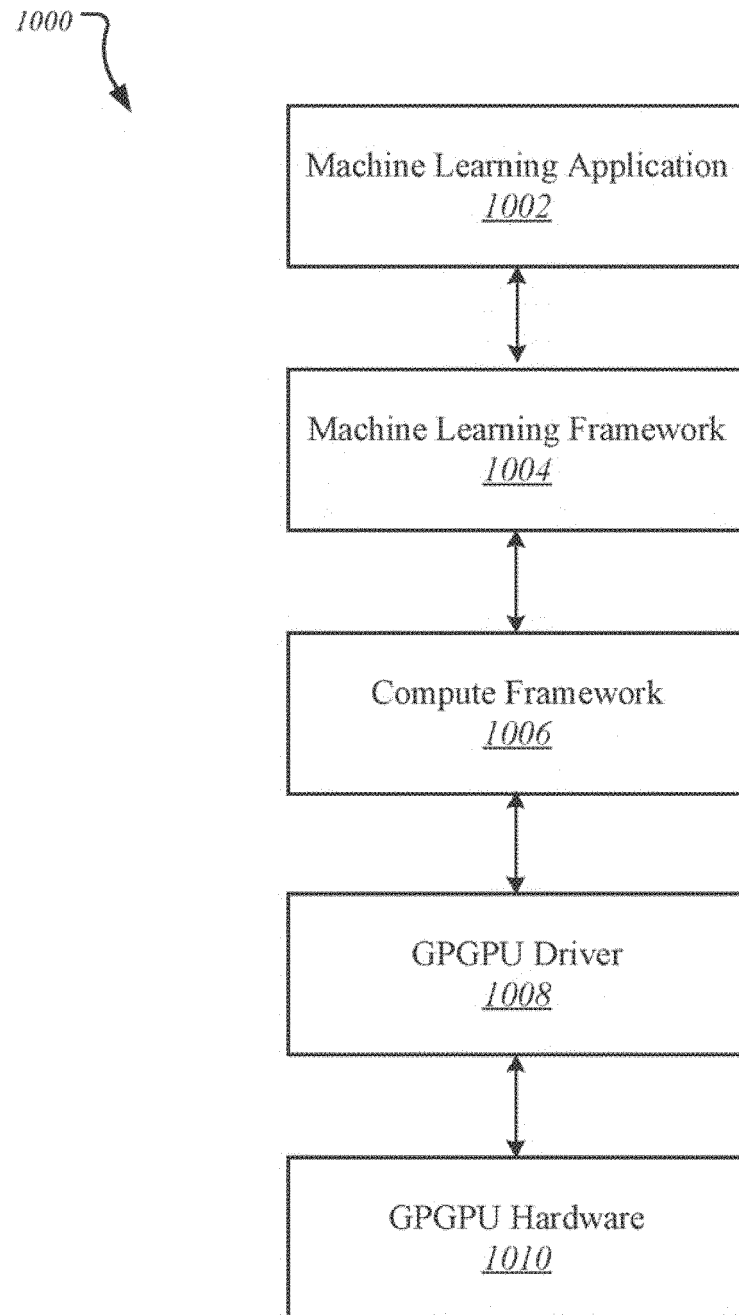 1000
Machine Learning Application
1002
Machine Learning Framework
1004
Compute Framework
1006
GPGPU Driver
1008
GPGPU Hardware
1010